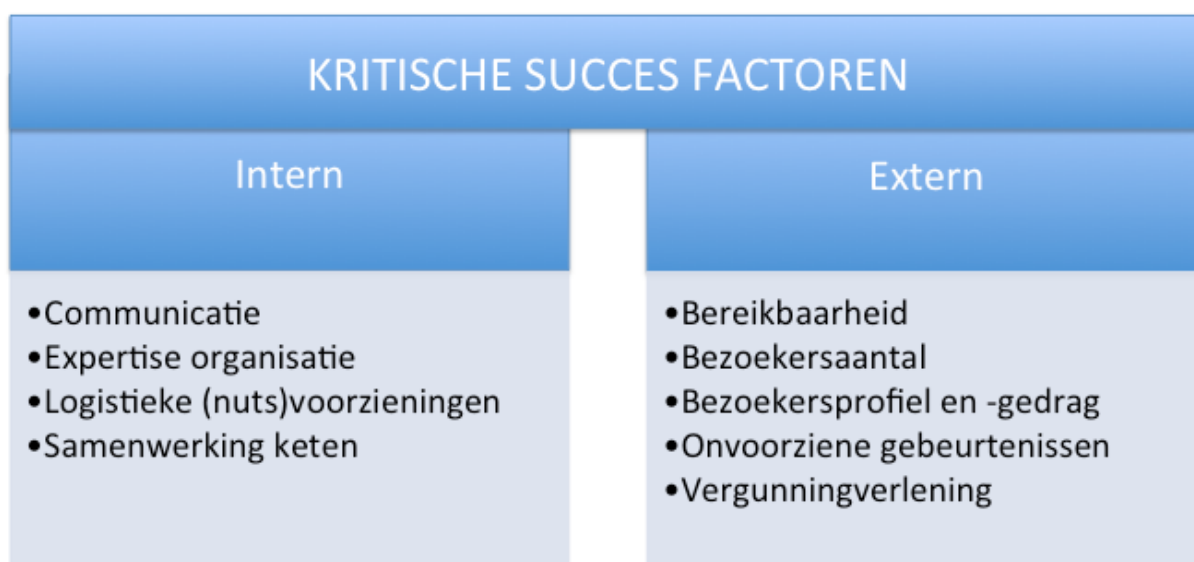 KRITISCHE SUCCES FACTOREN
Intern
•Communicatie
•Expertise organisatie
•Logistieke (nuts)voorzieningen
•Samenwerking keten
Extern
•Bereikbaarheid
•Bezoekersaantal
•Bezoekersprofiel en -gedrag
•Onvoorziene gebeurtenissen
•Vergunningverlening